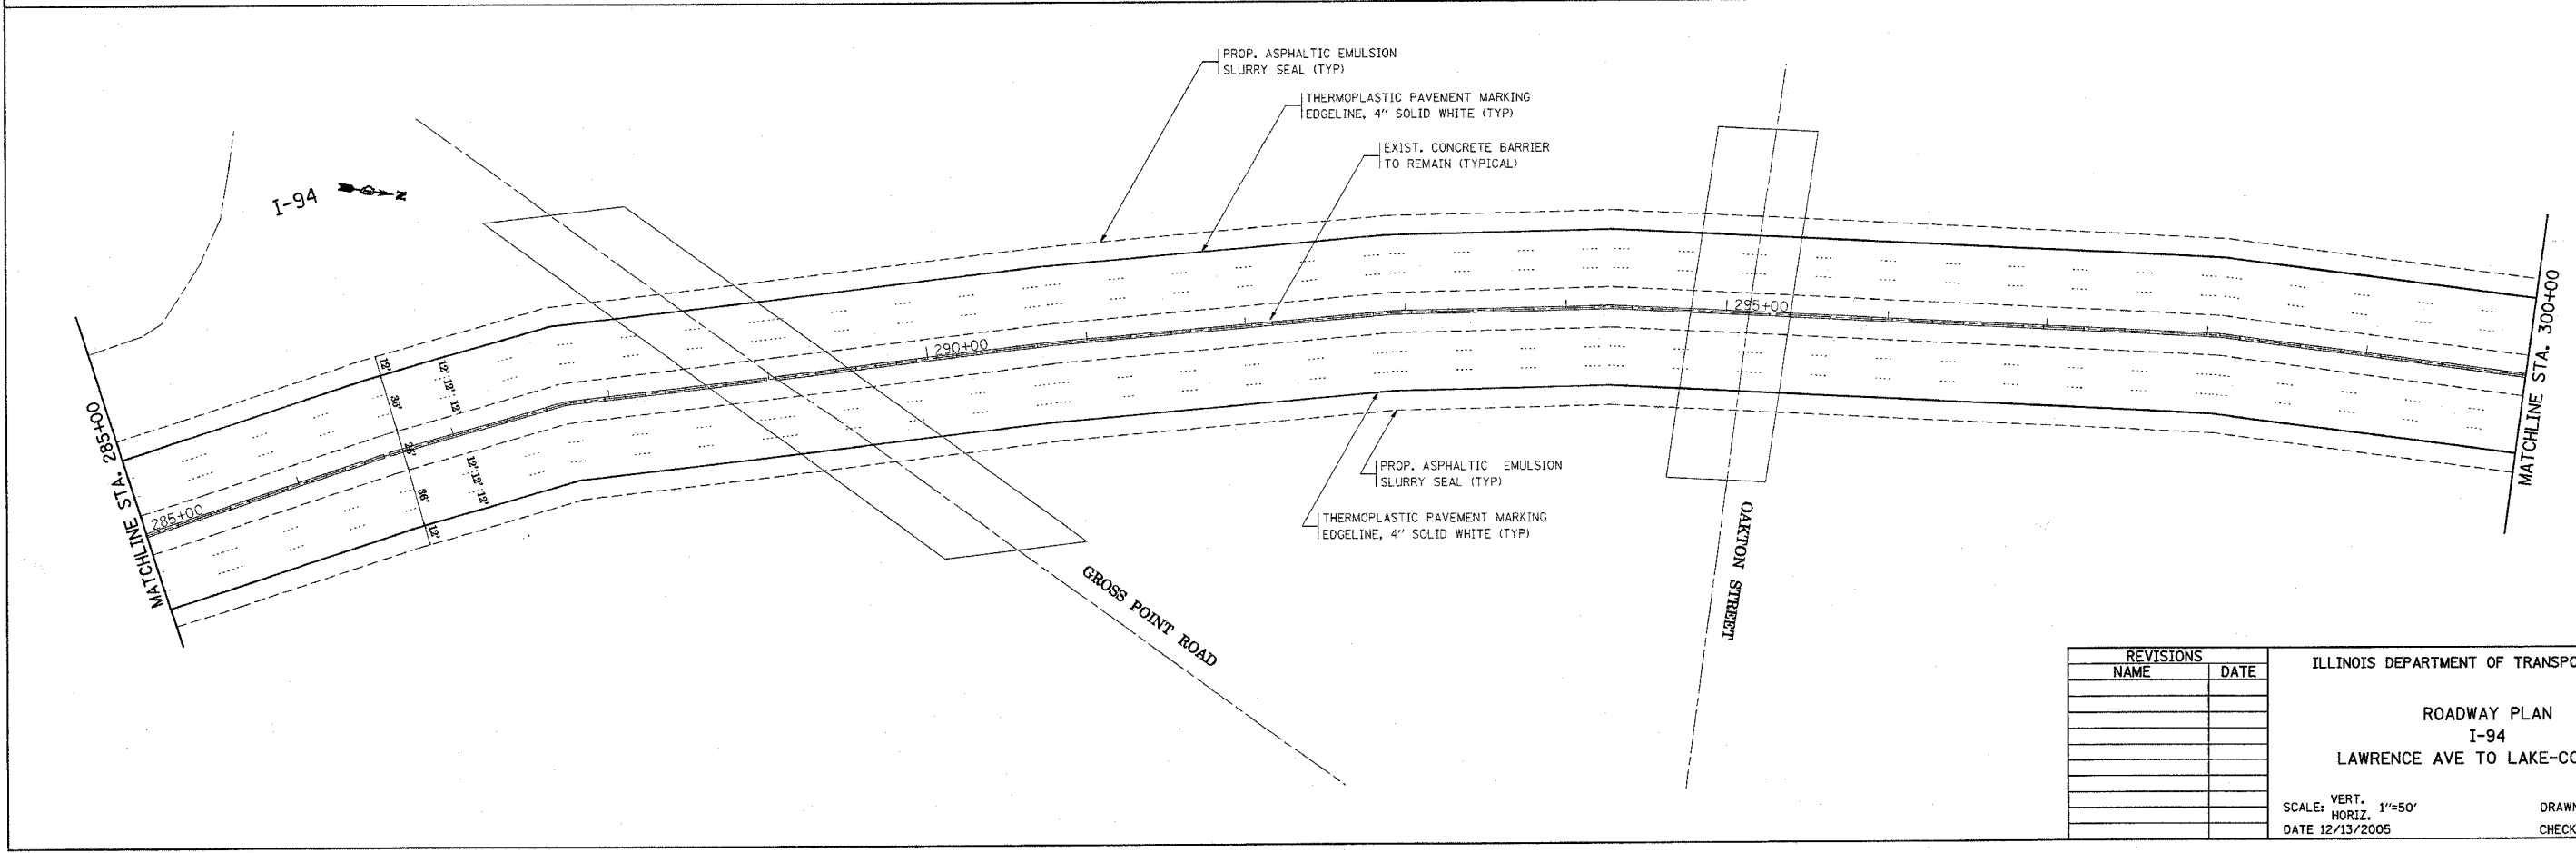 PROP. ASPHALTIC EMULSION
SLURRY SEAL (TYP)
THERMOPLASTIC PAVEMENT MARKING
EDGELINE, 4" SOLID WHITE (TYP)
EXIST. CONCRETE BARRIER
TO REMAIN (TYPICAL)
I-94
N
MATCHLINE STA. 285+00
285+00
12'
36'
12' 12' 12'
26'
12' 12' 12'
36'
12'
290+00
295+00
MATCHLINE STA. 300+00
PROP. ASPHALTIC EMULSION
SLURRY SEAL (TYP)
THERMOPLASTIC PAVEMENT MARKING
EDGELINE, 4" SOLID WHITE (TYP)
GROSS POINT ROAD
OAKTON STREET
REVISIONS
NAME DATE
ILLINOIS DEPARTMENT OF TRANSPO
ROADWAY PLAN
I-94
LAWRENCE AVE TO LAKE-CO
SCALE: VERT.
HORIZ. 1"=50'
DRAWN
DATE 12/13/2005
CHECK